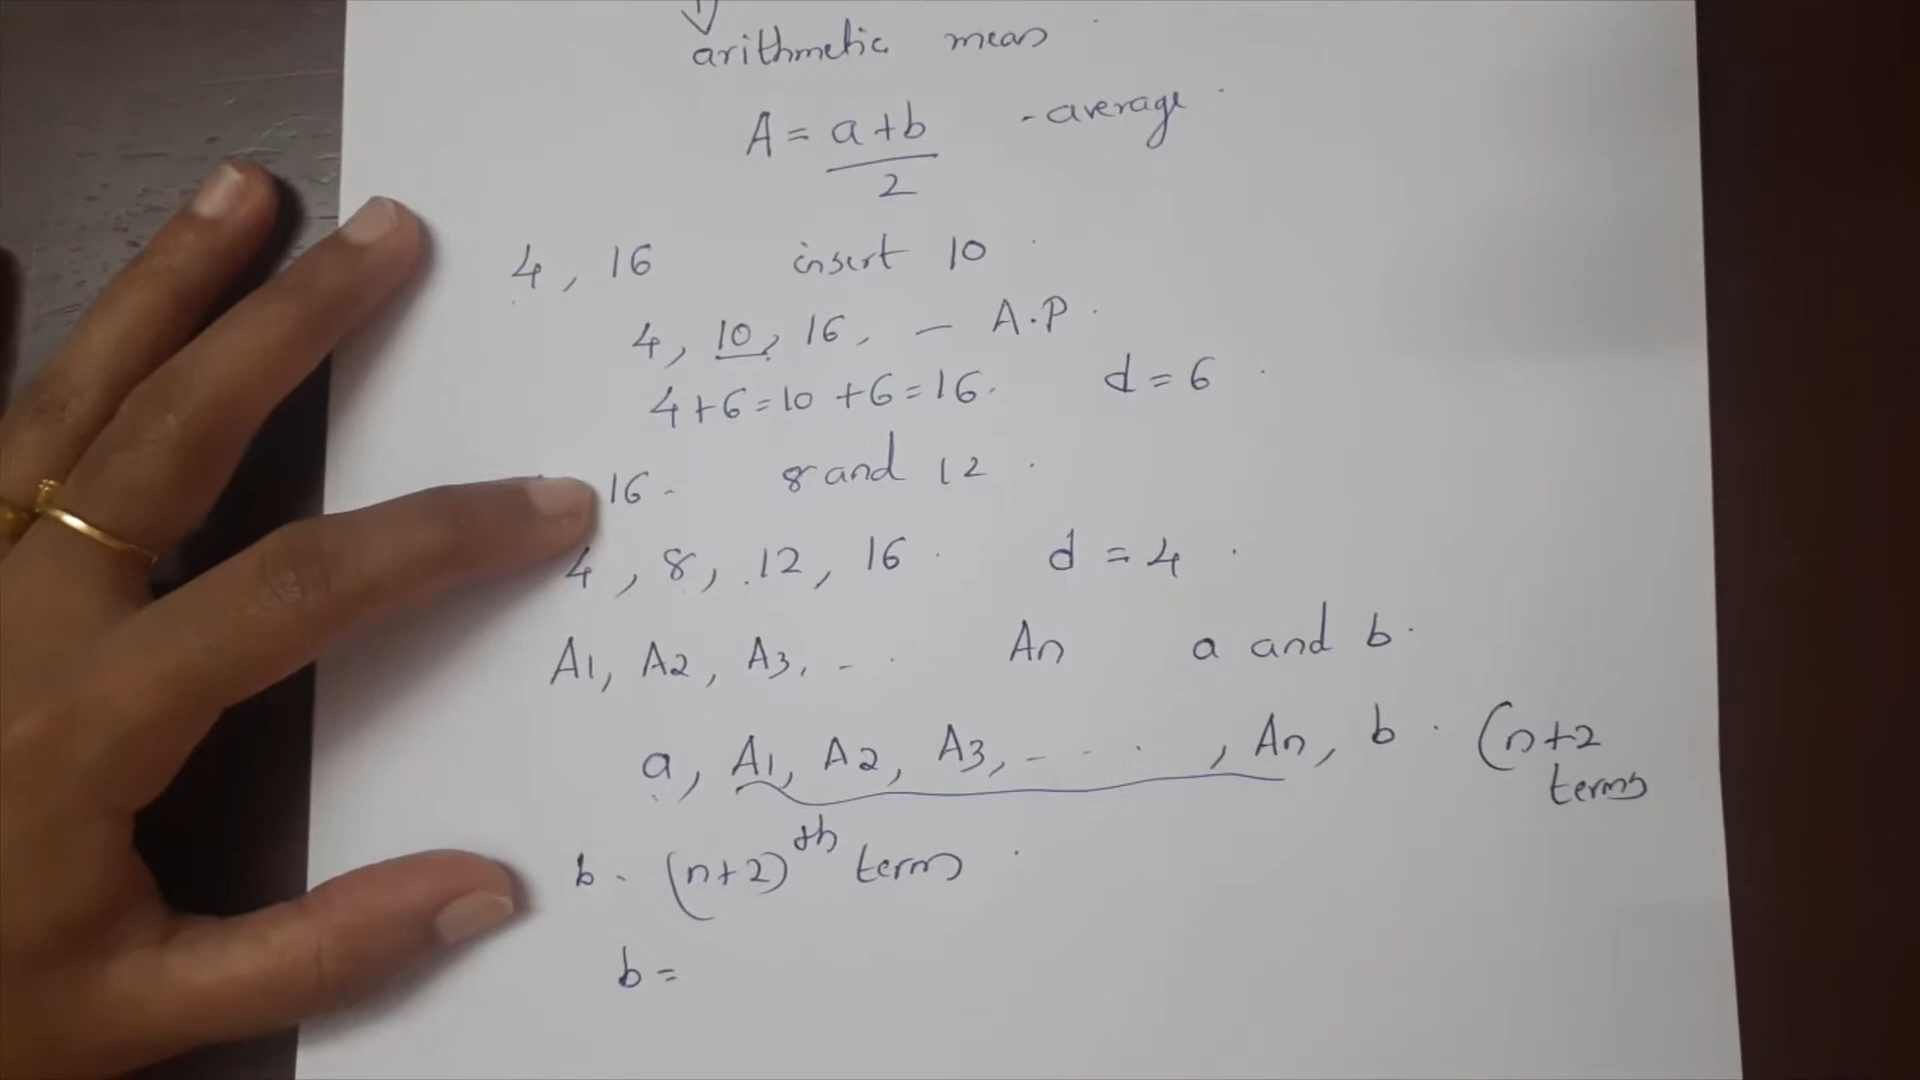 arithmetic mean
A = a+b - average
2
4, 16 insert 10
4, 10, 16, - A.P
4+6=10 +6=16. d = 6
16. 8 and 12
4, 8, 12, 16 d = 4
A1, A2, A3, - . An a and b.
a, A1, A2, A3, - - . , An, b. (n+2
terms
b. (n+2)th term
b =